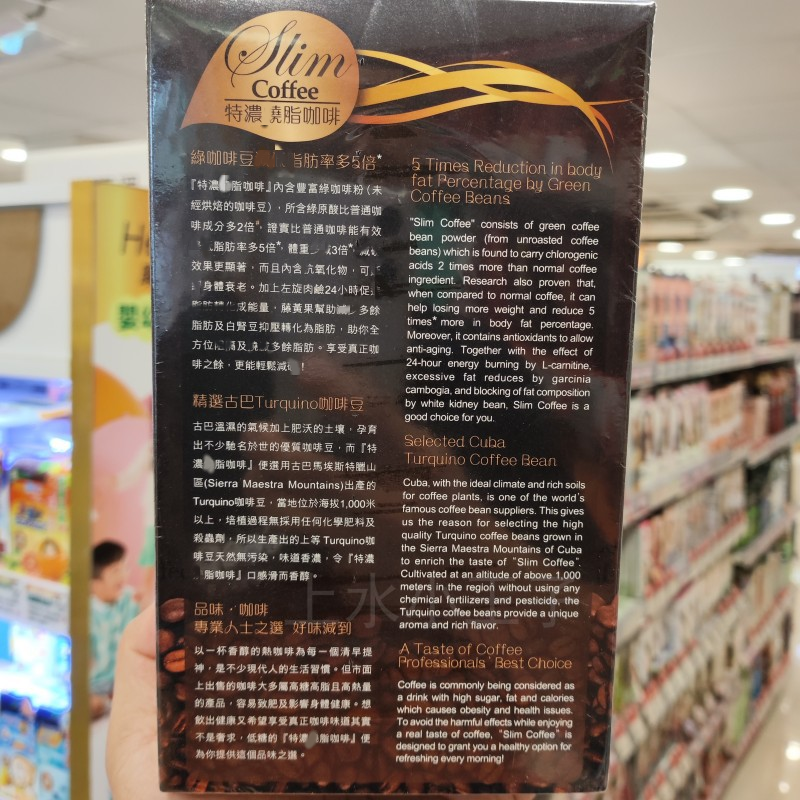 Slim
Coffee
特濃 蕘脂咖啡
綠咖啡豆 脂肪率多5倍*
『特濃 脂咖啡』內含豐富綠咖啡粉(未
經烘焙的咖啡豆),所含綠原酸比普通咖
啡成分多2倍*,證實比普通咖啡能有效
脂肪率多5倍*,體重 3倍*,
效果更顯著,而且內含抗氧化物,可
身體衰老。加上左旋肉鹼24小時促
脂肪轉化成能量,藤黃果幫助 多餘
脂肪及白腎豆抑壓轉化為脂肪,助你全
方位 及 多餘脂肪。享受真正咖
啡之餘,更能輕鬆減 !
精選古巴Turquino咖啡豆
古巴溫濕的氣候加上肥沃的土壤,孕育
出不少馳名於世的優質咖啡豆,而『特
濃 脂咖啡』便選用古巴馬埃斯特臘山
區(Sierra Maestra Mountains)出產的
Turquino咖啡豆,當地位於海拔1,000米
以上,培植過程無採用任何化學肥料及
殺蟲劑,所以生產出的上等 Turquino咖
啡豆天然無污染,味道香濃,令『特濃
脂咖啡』口感滑而香醇。
品味・咖啡
專業人士之選 好味減到
以一杯香醇的熱咖啡為每一個清早提
神,是不少現代人的生活習慣。但市面
上出售的咖啡大多屬高糖高脂且高熱量
的產品,容易致肥及影響身體健康。想
飲出健康又希望享受真正咖啡味道其實
不是奢求,低糖的『特濃 脂咖啡』便
為你提供這個品味之選。
5 Times Reduction in body
fat Percentage by Green
Coffee Beans
"Slim Coffee" consists of green coffee
bean powder (from unroasted coffee
beans) which is found to carry chlorogenic
acids 2 times more than normal coffee
ingredient. Research also proven that,
when compared to normal coffee, it can
help losing more weight and reduce 5
times* more in body fat percentage.
Moreover, it contains antioxidants to allow
anti-aging. Together with the effect of
24-hour energy burning by L-carnitine,
excessive fat reduces by garcinia
cambogia, and blocking of fat composition
by white kidney bean, Slim Coffee is a
good choice for you.
Selected Cuba
Turquino Coffee Bean
Cuba, with the ideal climate and rich soils
for coffee plants, is one of the world's
famous coffee bean suppliers. This gives
us the reason for selecting the high
quality Turquino coffee beans grown in
the Sierra Maestra Mountains of Cuba
to enrich the taste of "Slim Coffee".
Cultivated at an altitude of above 1,000
meters in the region without using any
chemical fertilizers and pesticide, the
Turquino coffee beans provide a unique
aroma and rich flavor.
A Taste of Coffee
Professionals' Best Choice
Coffee is commonly being considered as
a drink with high sugar, fat and calories
which causes obesity and health issues.
To avoid the harmful effects while enjoying
a real taste of coffee, "Slim Coffee" is
designed to grant you a healthy option for
refreshing every morning!
上水